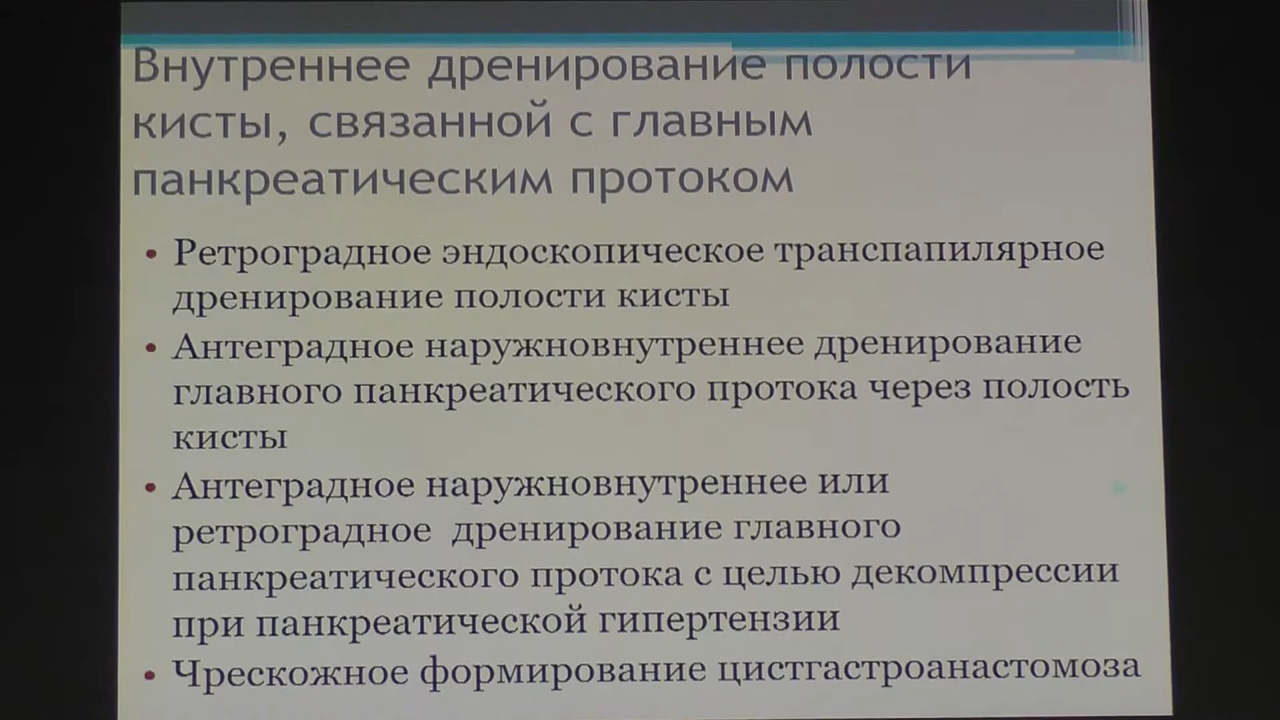 Внутреннее дренирование полости
кисты, связанной с главным
панкреатическим протоком
• Ретроградное эндоскопическое транспапилярное
дренирование полости кисты
• Антеградное наружновнутреннее дренирование
главного панкреатического протока через полость
кисты
• Антеградное наружновнутреннее или
ретроградное дренирование главного
панкреатического протока с целью декомпрессии
при панкреатической гипертензии
• Чрескожное формирование цистгастроанастомоза